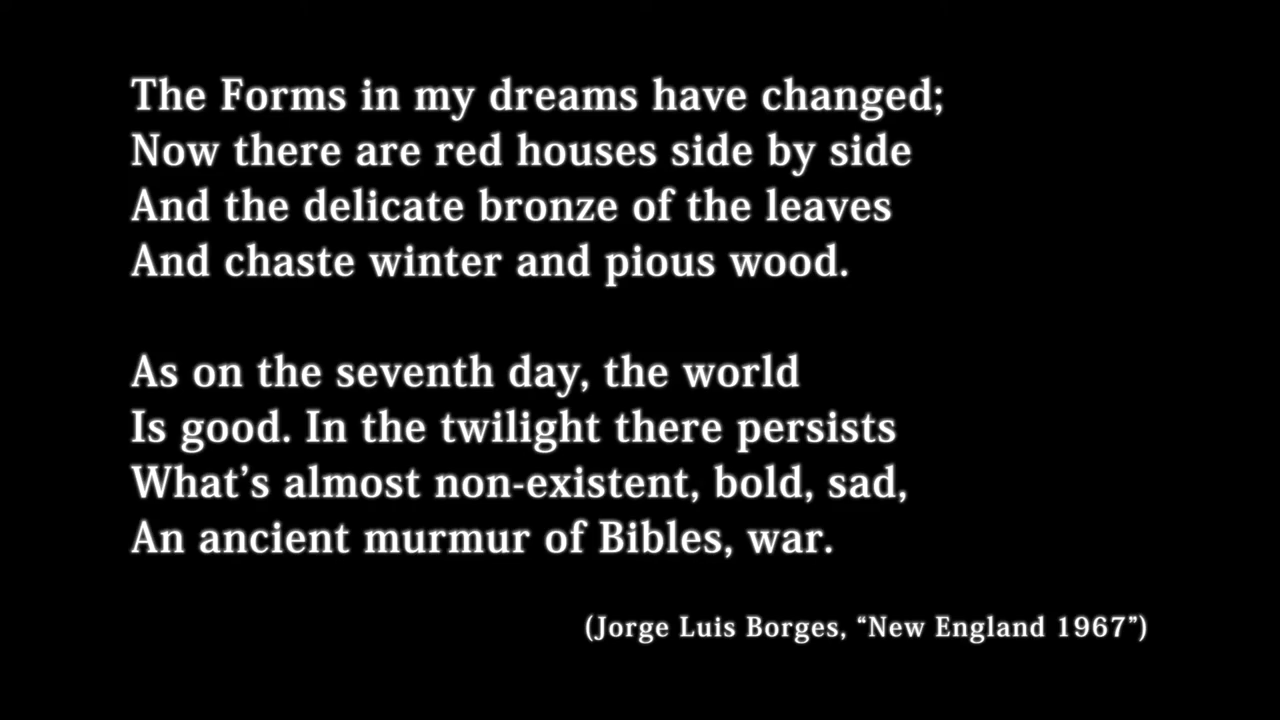 The Forms in my dreams have changed;
Now there are red houses side by side
And the delicate bronze of the leaves
And chaste winter and pious wood.
As on the seventh day, the world
Is good. In the twilight there persists
What’s almost non-existent, bold, sad,
An ancient murmur of Bibles, war.
(Jorge Luis Borges, “New England 1967”)